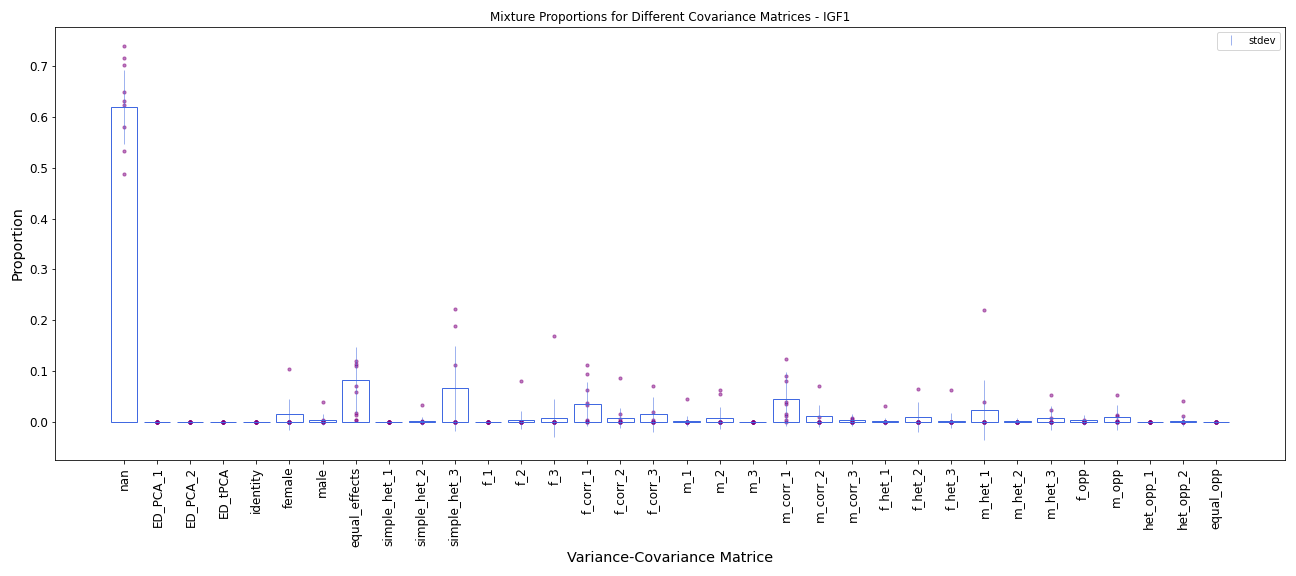 Mixture Proportions for Different Covariance Matrices - IGF1
stdev
Proportion
0.7
0.6
0.5
0.4
0.3
0.2
0.1
0.0
nan
ED_PCA_1
ED_PCA_2
ED_tPCA
identity
female
male
equal_effects
simple_het_1
simple_het_2
simple_het_3
f_1
f_2
f_3
f_corr_1
f_corr_2
f_corr_3
m_1
m_2
m_3
m_corr_1
m_corr_2
m_corr_3
f_het_1
f_het_2
f_het_3
m_het_1
m_het_2
m_het_3
f_opp
m_opp
het_opp_1
het_opp_2
equal_opp
Variance-Covariance Matrice